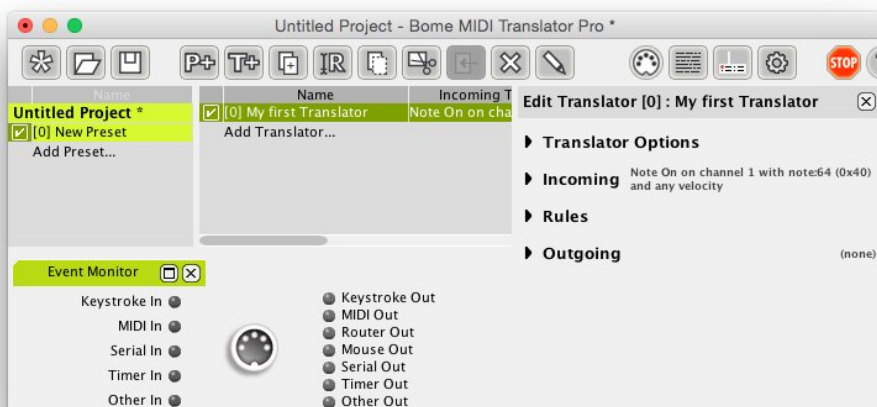 Untitled Project - Bome MIDI Translator Pro *
P+ T+ IR STOP
Name
Untitled Project *
[0] New Preset
Add Preset...
Name Incoming T
[0] My first Translator Note On on cha
Add Translator...
Edit Translator [0] : My first Translator
Translator Options
Incoming Note On on channel 1 with note:64 (0x40)
and any velocity
Rules
Outgoing (none)
Event Monitor
Keystroke In
MIDI In
Serial In
Timer In
Other In
Keystroke Out
MIDI Out
Router Out
Mouse Out
Serial Out
Timer Out
Other Out